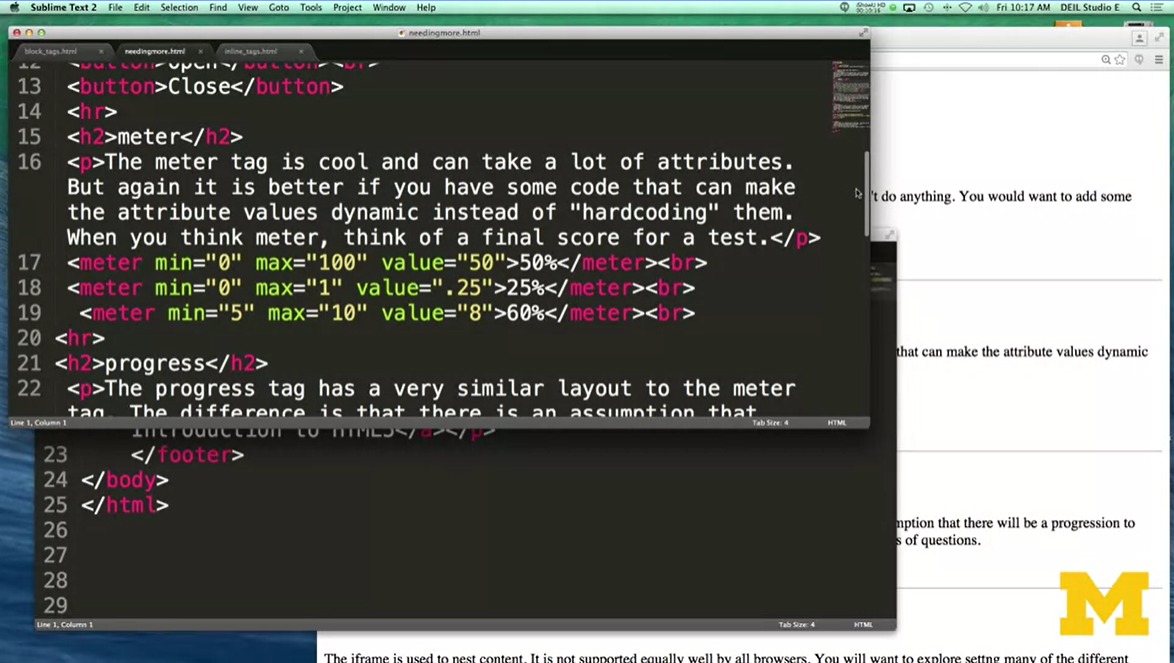 Sublime Text 2 File Edit Selection Find View Goto Tools Project Window Help Fri 10:17 AM DEIL Studio E
needingmore.html
block_tags.html needingmore.html inline_tags.html
12 <button>Open</button><br>
13 <button>Close</button>
14 <hr>
15 <h2>meter</h2>
16 <p>The meter tag is cool and can take a lot of attributes.
But again it is better if you have some code that can make
the attribute values dynamic instead of "hardcoding" them.
When you think meter, think of a final score for a test.</p>
17 <meter min="0" max="100" value="50">50%</meter><br>
18 <meter min="0" max="1" value=".25">25%</meter><br>
19 <meter min="5" max="10" value="8">60%</meter><br>
20 <hr>
21 <h2>progress</h2>
22 <p>The progress tag has a very similar layout to the meter
tag. The difference is that there is an assumption that
Line 1, Column 1 Tab Size: 4 HTML
Introduction to HTML5</a></p>
23 </footer>
24 </body>
25 </html>
26
27
28
29
Line 1, Column 1 Tab Size: 4 HTML
't do anything. You would want to add some
that can make the attribute values dynamic
mption that there will be a progression to
s of questions.
M
The iframe is used to nest content. It is not supported equally well by all browsers. You will want to explore settng many of the different